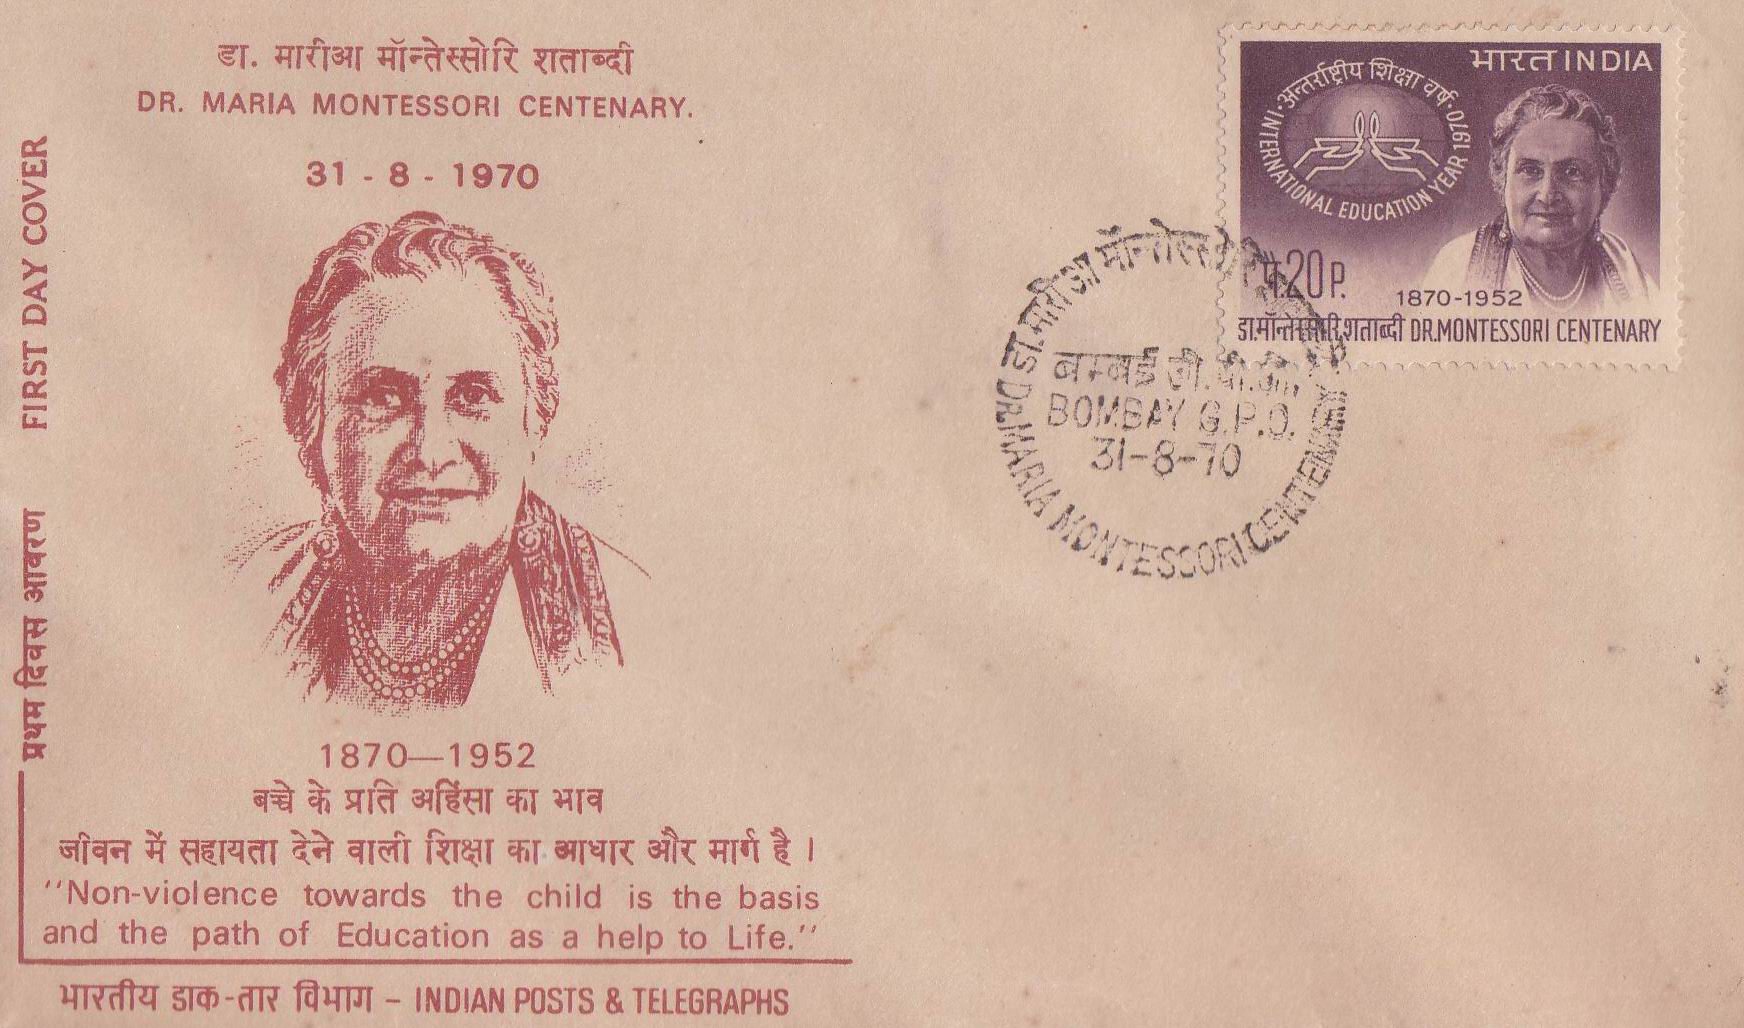 डा. मारीआ मॉन्तेस्सोरि शताब्दी
DR. MARIA MONTESSORI CENTENARY.
31 - 8 - 1970
प्रथम दिवस आवरण FIRST DAY COVER
1870—1952
बच्चे के प्रति अहिंसा का भाव
जीवन में सहायता देने वाली शिक्षा का आधार और मार्ग है ।
‘‘Non-violence towards the child is the basis
and the path of Education as a help to Life.’’
भारतीय डाक-तार विभाग – INDIAN POSTS & TELEGRAPHS
भारत INDIA
अन्तर्राष्ट्रीय शिक्षा वर्ष·1970·
INTERNATIONAL EDUCATION YEAR
पै.20P.
1870-1952
डा.मॉन्तेस्सोरि.शताब्दी DR.MONTESSORI CENTENARY
डा.मारीआ
बम्बई जी.पी.ओ.
BOMBAY G.P.O.
31-8-70
DR.MARIA MONTESSORI CENTENARY